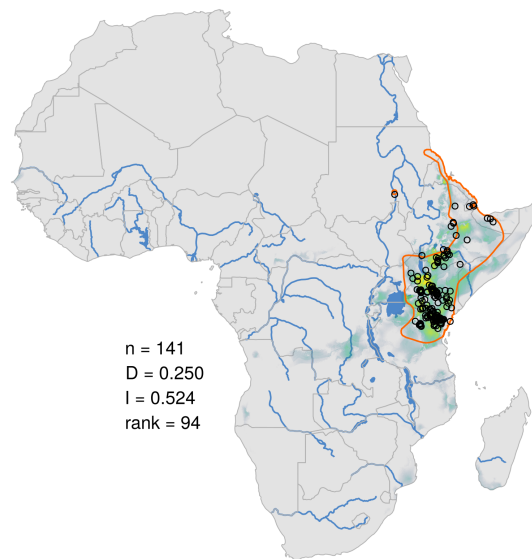 n = 141
D = 0.250
I = 0.524
rank = 94